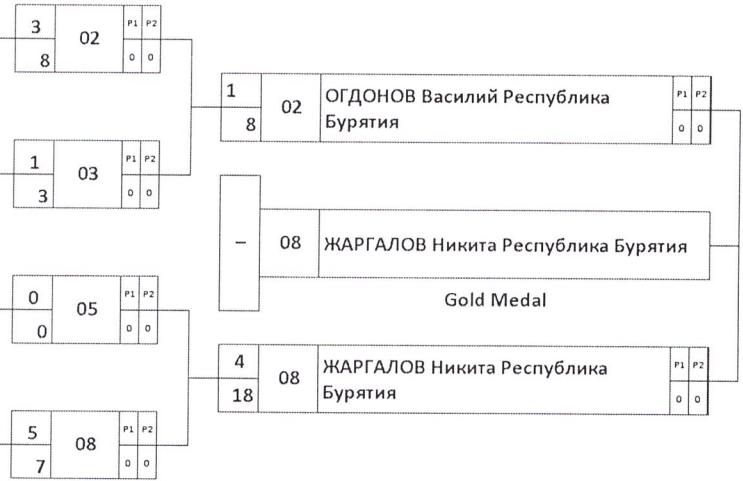 3 02 P1 P2
8 0 0
1 02 ОГДОНОВ Василий Республика P1 P2
8 Бурятия 0 0
1 03 P1 P2
3 0 0
– 08 ЖАРГАЛОВ Никита Республика Бурятия
Gold Medal
0 05 P1 P2
0 0 0
4 08 ЖАРГАЛОВ Никита Республика P1 P2
18 Бурятия 0 0
5 08 P1 P2
7 0 0